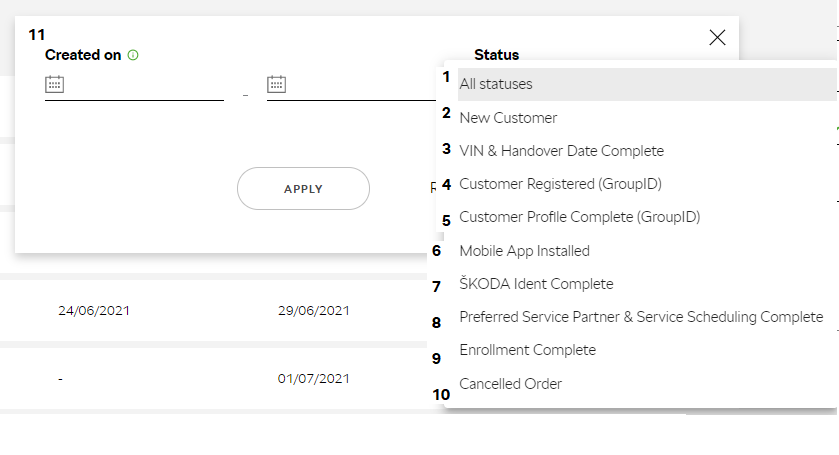 11
Created on
Status
–
1 All statuses
2 New Customer
3 VIN & Handover Date Complete
APPLY
R 4 Customer Registered (GroupID)
5 Customer Profile Complete (GroupID)
6 Mobile App Installed
7 ŠKODA Ident Complete
24/06/2021 29/06/2021
8 Preferred Service Partner & Service Scheduling Complete
9 Enrollment Complete
- 01/07/2021
10 Cancelled Order